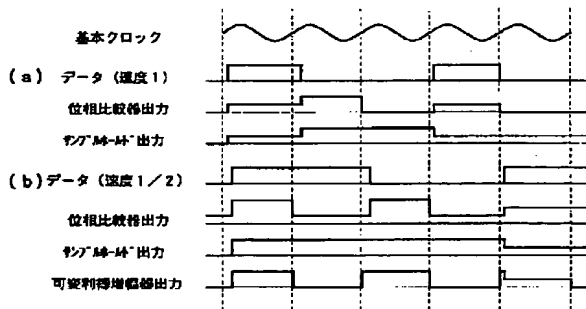 基本クロック
(a) データ (速度1)
位相比較器出力
サンプルホールド出力
(b) データ (速度1/2)
位相比較器出力
サンプルホールド出力
可変利得増幅器出力